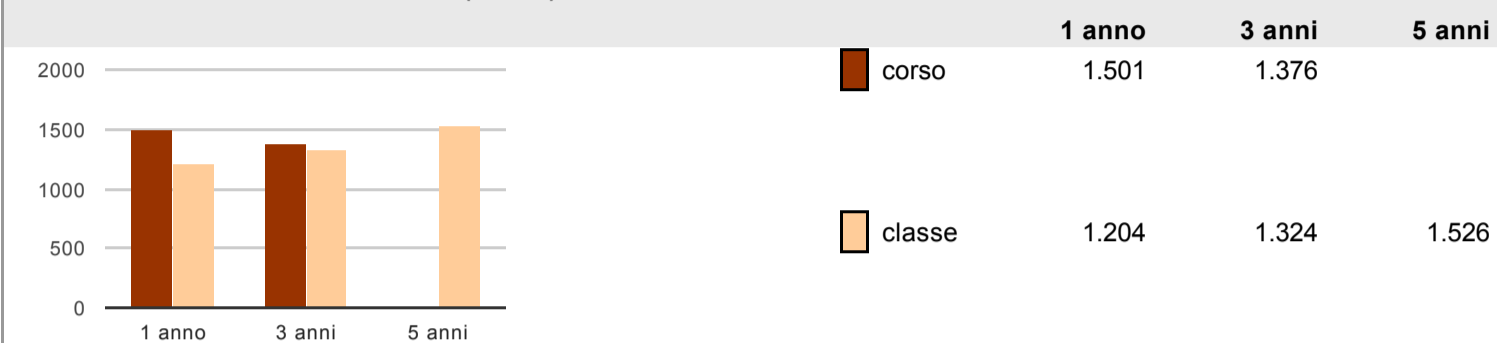 1 anno 3 anni 5 anni
2000
1500
1000
500
0
1 anno 3 anni 5 anni
corso 1.501 1.376
classe 1.204 1.324 1.526